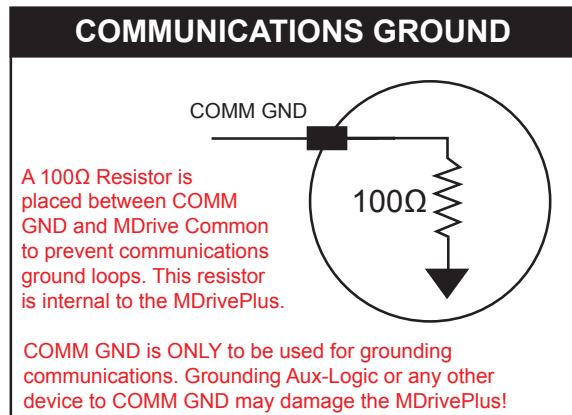 COMMUNICATIONS GROUND
COMM GND
A 100Ω Resistor is
placed between COMM
GND and MDrive Common
to prevent communications
ground loops. This resistor
is internal to the MDrivePlus.
100Ω
COMM GND is ONLY to be used for grounding
communications. Grounding Aux-Logic or any other
device to COMM GND may damage the MDrivePlus!